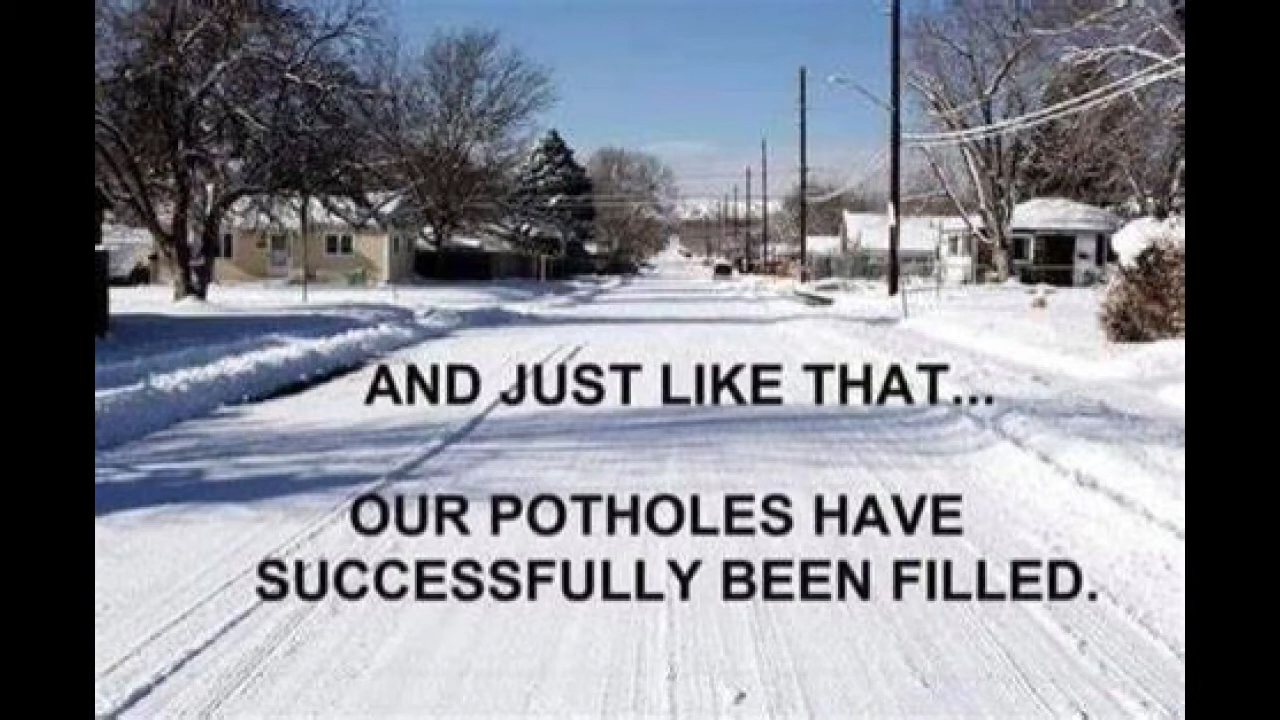 AND JUST LIKE THAT...
OUR POTHOLES HAVE
SUCCESSFULLY BEEN FILLED.